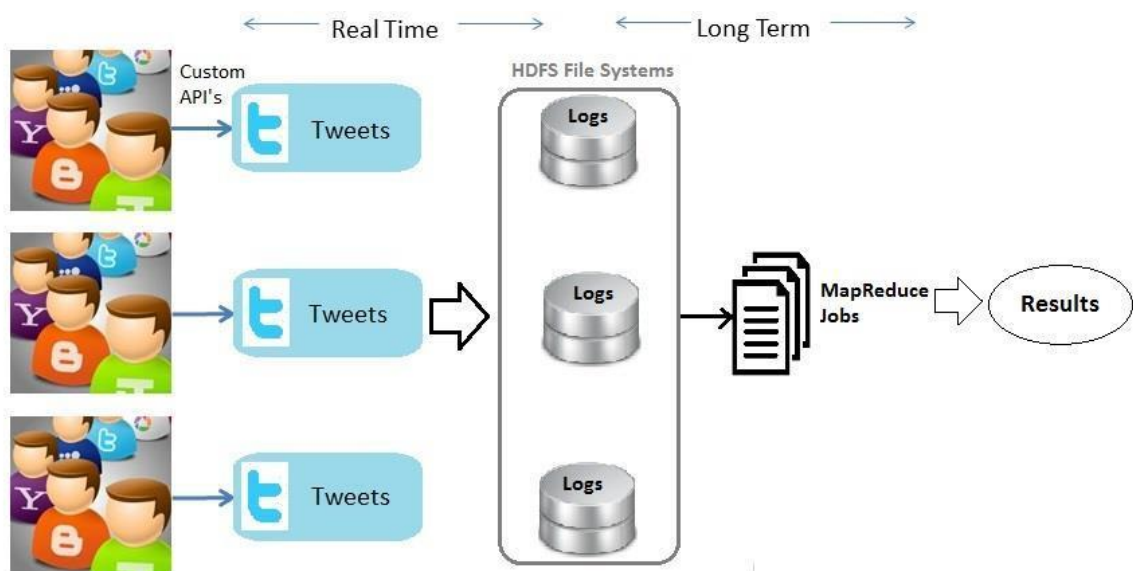 Real Time
Long Term
Custom
API's
HDFS File Systems
Tweets
Logs
Tweets
Logs
MapReduce
Jobs
Results
Tweets
Logs